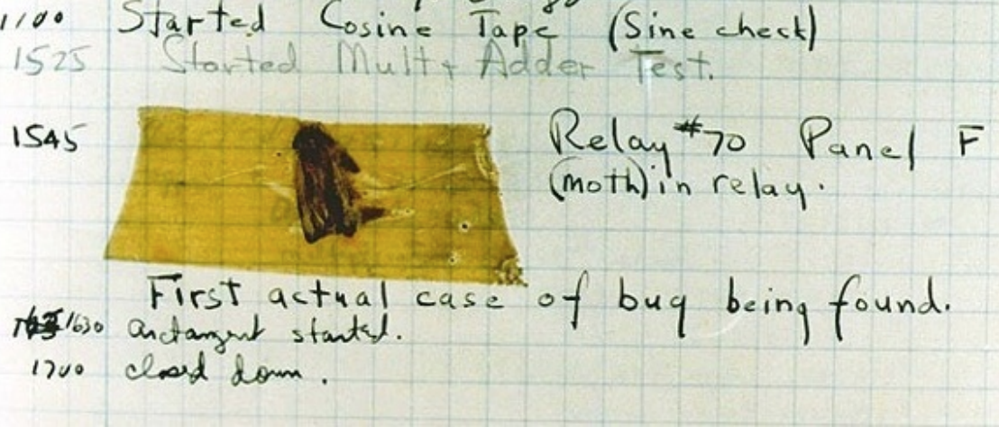 1100 Started Cosine Tape (Sine check)
1525 Started Mult + Adder Test.
1545 Relay #70 Panel F
(moth) in relay.
First actual case of bug being found.
1630 antangent started.
1700 closed down.